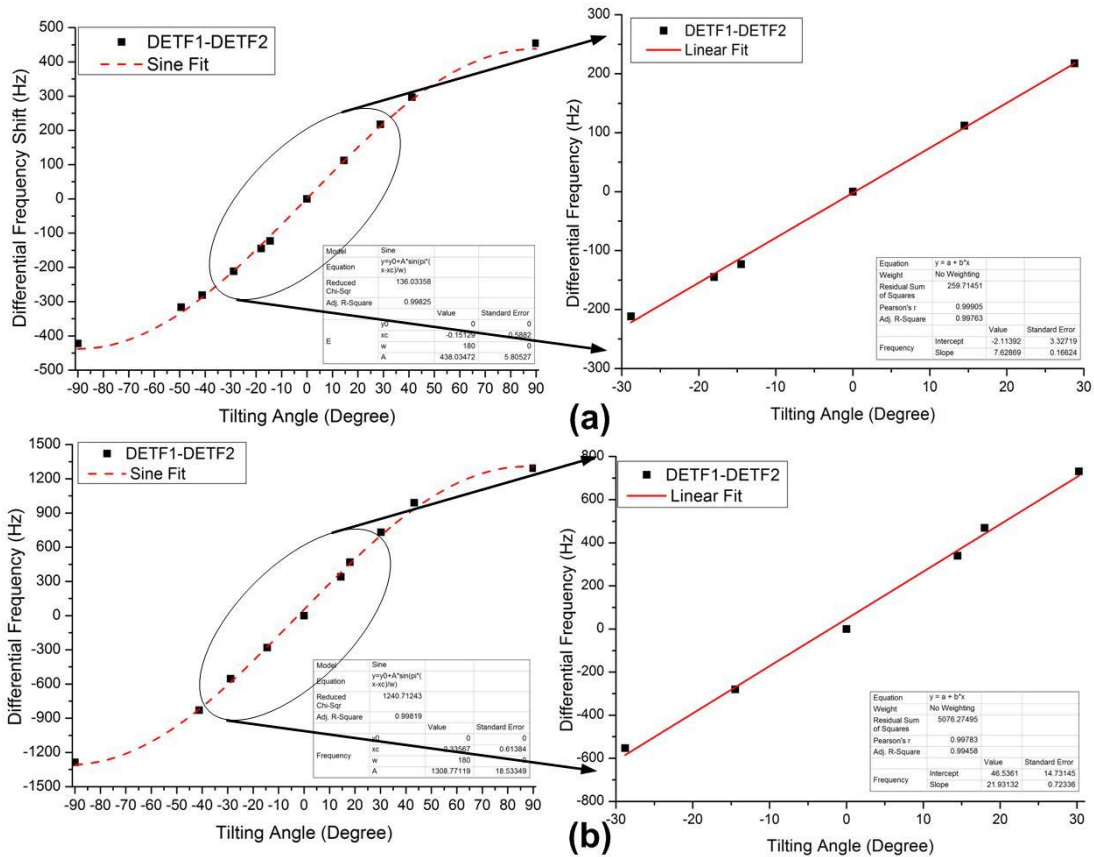 DETF1-DETF2
Sine Fit
Differential Frequency Shift (Hz)
500
400
300
200
100
0
-100
-200
-300
-400
-500
-90 -80 -70 -60 -50 -40 -30 -20 -10 0 10 20 30 40 50 60 70 80 90
Tilting Angle (Degree)
Model Sine
Equation y=y0+A*sin(pi*(
x-xc)/w)
Reduced
Chi-Sqr 136.03358
Adj. R-Square 0.99825
Value Standard Error
E y0 0 0
xc -0.15129 0.5882
w 180 0
A 438.03472 5.80527
DETF1-DETF2
Linear Fit
Differential Frequency (Hz)
300
200
100
0
-100
-200
-300
-30 -20 -10 0 10 20 30
Tilting Angle (Degree)
Equation y = a + b*x
Weight No Weighting
Residual Sum
of Squares 259.71451
Pearson's r 0.99905
Adj. R-Square 0.99763
Value Standard Error
Frequency Intercept -2.11392 3.32719
Slope 7.62869 0.16624
(a)
DETF1-DETF2
Sine Fit
Differential Frequency (Hz)
1500
1200
900
600
300
0
-300
-600
-900
-1200
-1500
-90 -80 -70 -60 -50 -40 -30 -20 -10 0 10 20 30 40 50 60 70 80 90
Tilting Angle (Degree)
Model Sine
Equation y=y0+A*sin(pi*(
x-xc)/w)
Reduced
Chi-Sqr 1240.71243
Adj. R-Square 0.99819
Value Standard Error
Frequency y0 0 0
xc 0.61384
w 180
A 1308.77119 18.53349
DETF1-DETF2
Linear Fit
Differential Frequency (Hz)
800
600
400
200
0
-200
-400
-600
-800
-30 -20 -10 0 10 20 30
Tilting Angle (Degree)
Equation y = a + b*x
Weight No Weighting
Residual Sum
of Squares 5076.27495
Pearson's r 0.99783
Adj. R-Square 0.99458
Value Standard Error
Frequency Intercept 46.5361 14.73145
Slope 21.93132 0.72336
(b)